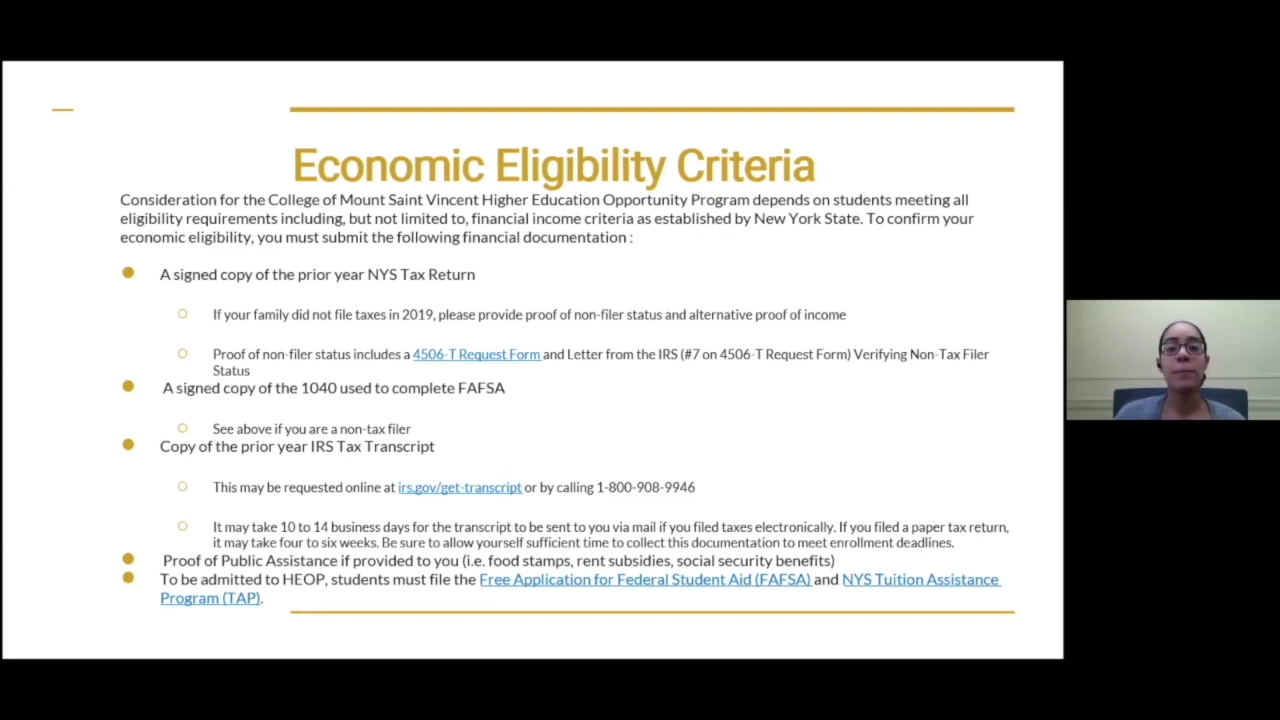 Economic Eligibility Criteria
Consideration for the College of Mount Saint Vincent Higher Education Opportunity Program depends on students meeting all
eligibility requirements including, but not limited to, financial income criteria as established by New York State. To confirm your
economic eligibility, you must submit the following financial documentation :
A signed copy of the prior year NYS Tax Return
If your family did not file taxes in 2019, please provide proof of non-filer status and alternative proof of income
Proof of non-filer status includes a 4506-T Request Form and Letter from the IRS (#7 on 4506-T Request Form) Verifying Non-Tax Filer
Status
A signed copy of the 1040 used to complete FAFSA
See above if you are a non-tax filer
Copy of the prior year IRS Tax Transcript
This may be requested online at irs.gov/get-transcript or by calling 1-800-908-9946
It may take 10 to 14 business days for the transcript to be sent to you via mail if you filed taxes electronically. If you filed a paper tax return,
it may take four to six weeks. Be sure to allow yourself sufficient time to collect this documentation to meet enrollment deadlines.
Proof of Public Assistance if provided to you (i.e. food stamps, rent subsidies, social security benefits)
To be admitted to HEOP, students must file the Free Application for Federal Student Aid (FAFSA) and NYS Tuition Assistance
Program (TAP).